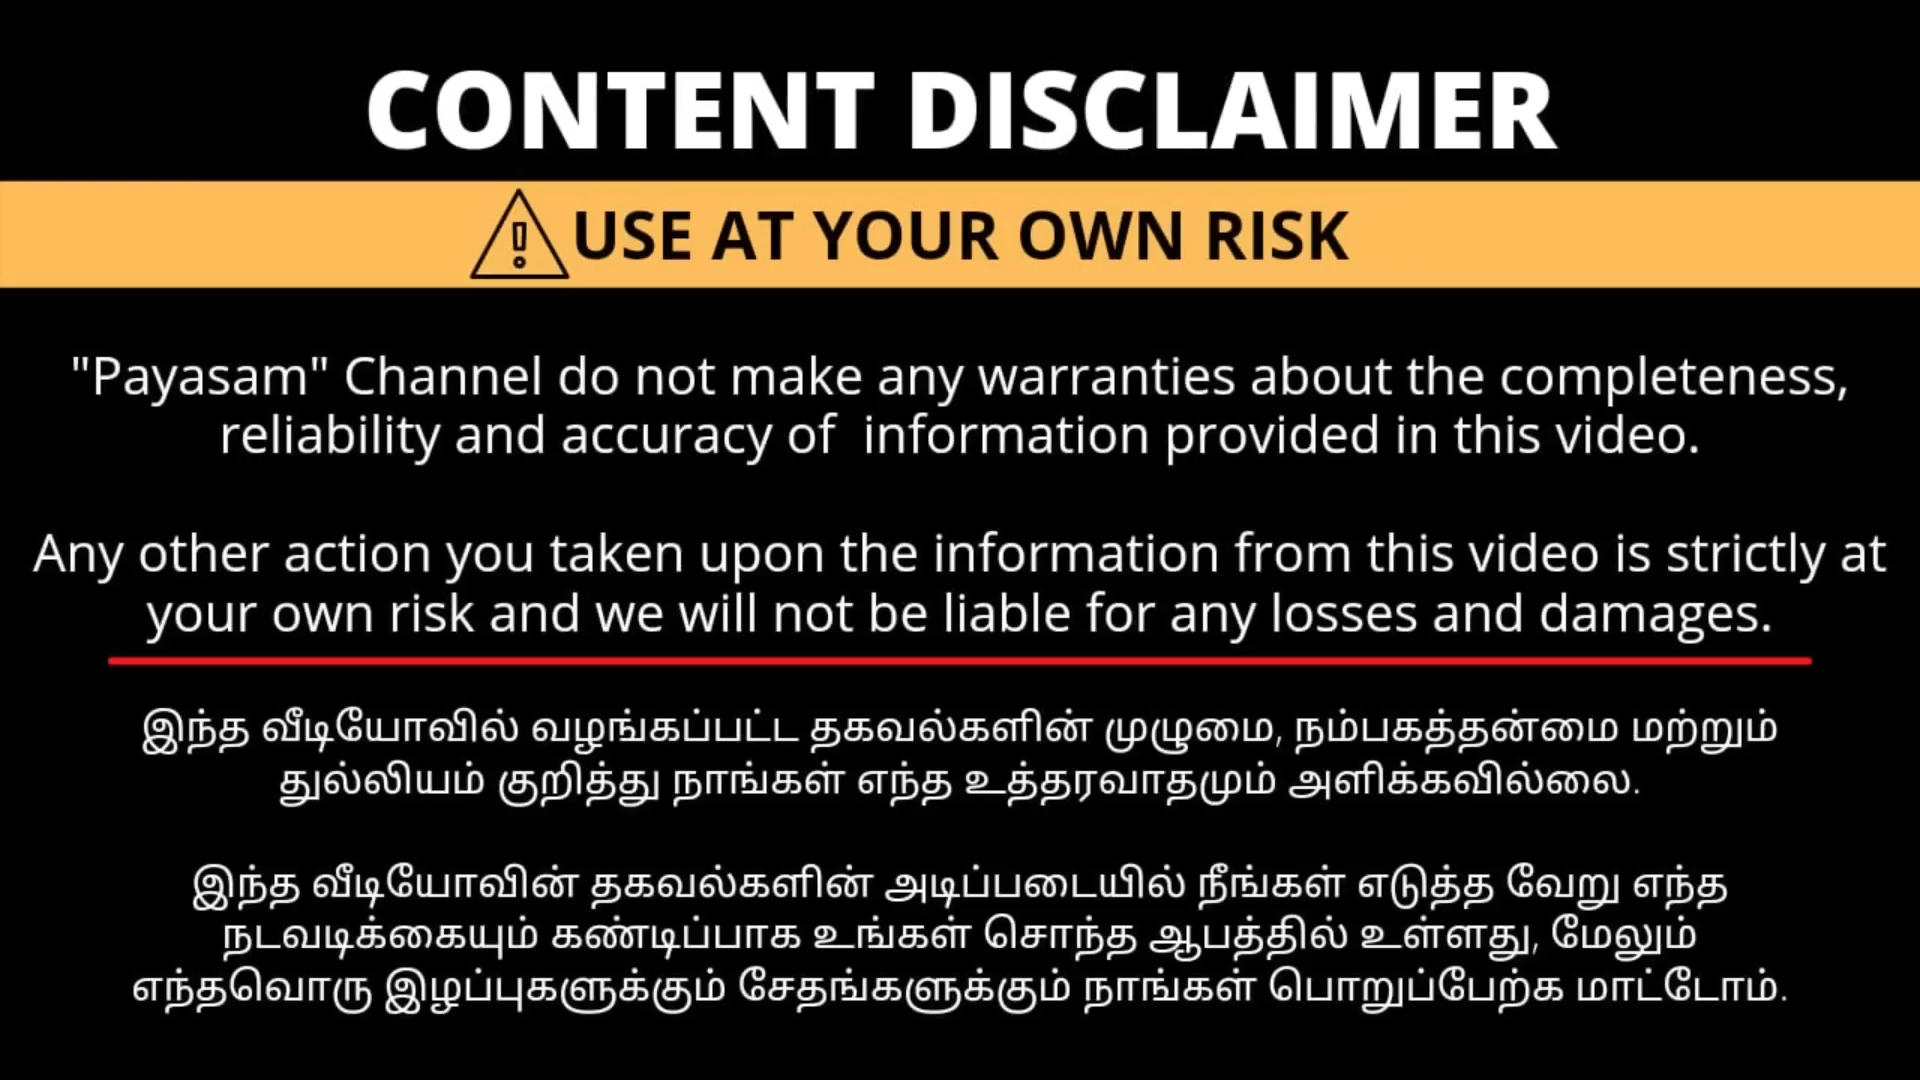 CONTENT DISCLAIMER
USE AT YOUR OWN RISK
"Payasam" Channel do not make any warranties about the completeness,
reliability and accuracy of  information provided in this video.
Any other action you taken upon the information from this video is strictly at
your own risk and we will not be liable for any losses and damages.
இந்த வீடியோவில் வழங்கப்பட்ட தகவல்களின் முழுமை, நம்பகத்தன்மை மற்றும்
துல்லியம் குறித்து நாங்கள் எந்த உத்தரவாதமும் அளிக்கவில்லை.
இந்த வீடியோவின் தகவல்களின் அடிப்படையில் நீங்கள் எடுத்த வேறு எந்த
நடவடிக்கையும் கண்டிப்பாக உங்கள் சொந்த ஆபத்தில் உள்ளது, மேலும்
எந்தவொரு இழப்புகளுக்கும் சேதங்களுக்கும் நாங்கள் பொறுப்பேற்க மாட்டோம்.